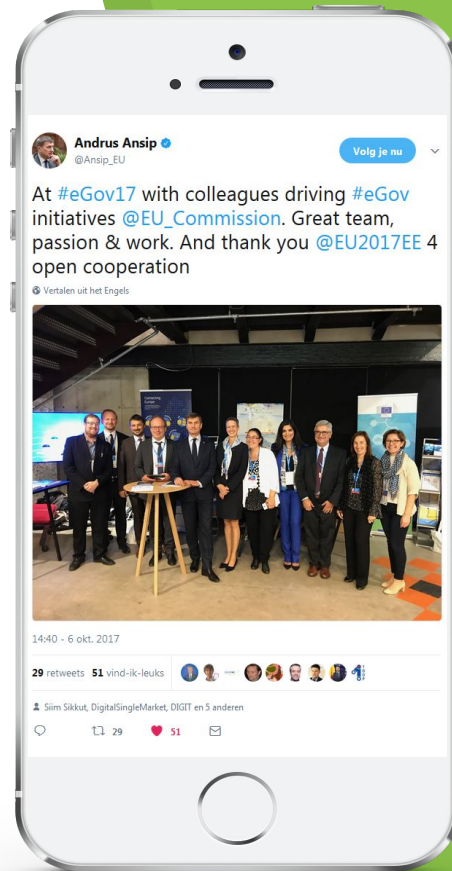 Andrus Ansip
@Ansip_EU
Volg je nu
At #eGov17 with colleagues driving #eGov
initiatives @EU_Commission. Great team,
passion & work. And thank you @EU2017EE 4
open cooperation
Vertalen uit het Engels
Connecting
Europe
14:40 - 6 okt. 2017
29 retweets 51 vind-ik-leuks
Siim Sikkut, DigitalSingleMarket, DIGIT en 5 anderen
29 51